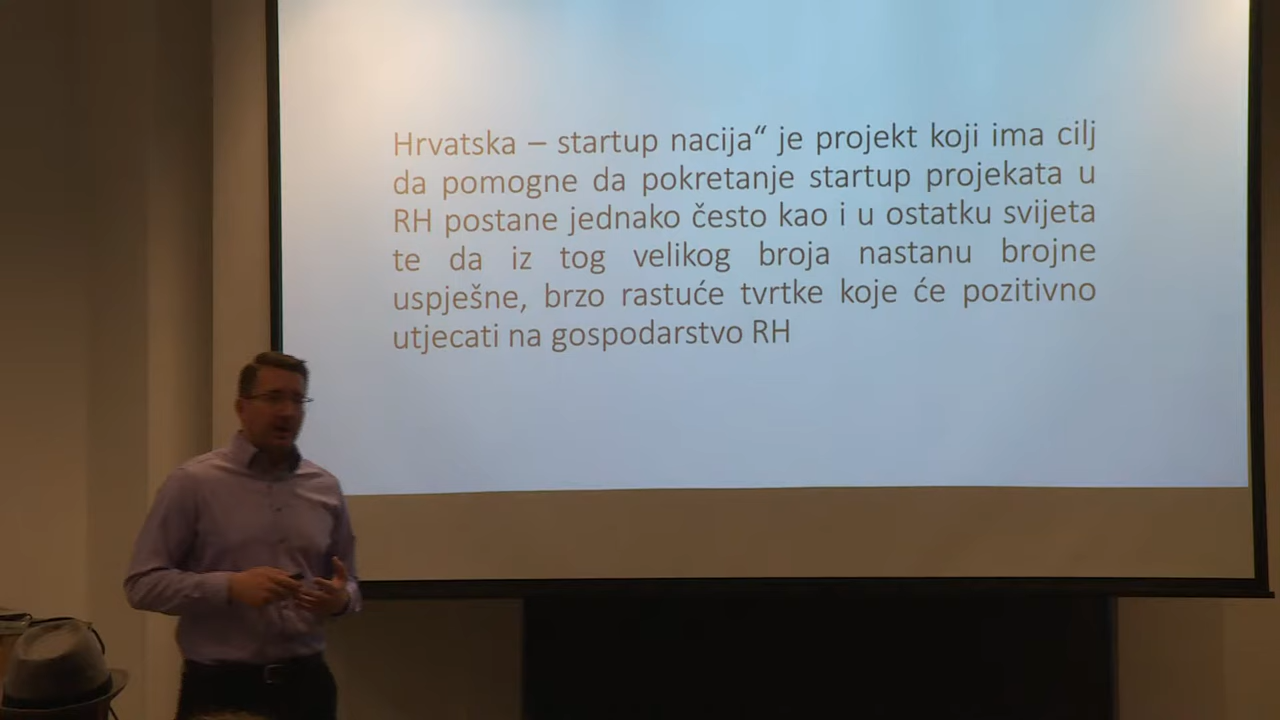 Hrvatska – startup nacija“ je projekt koji ima cilj
da pomogne da pokretanje startup projekata u
RH postane jednako često kao i u ostatku svijeta
te da iz tog velikog broja nastanu brojne
uspješne, brzo rastuće tvrtke koje će pozitivno
utjecati na gospodarstvo RH